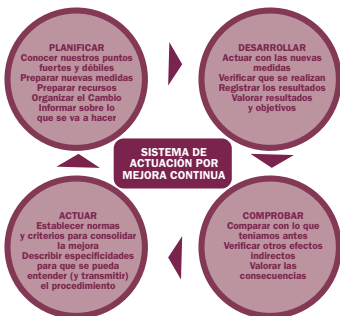 PLANIFICAR
Conocer nuestros puntos
fuertes y débiles
Preparar nuevas medidas
Preparar recursos
Organizar el Cambio
Informar sobre lo
que se va a hacer
DESARROLLAR
Actuar con las nuevas
medidas
Verificar que se realizan
Registrar los resultados
Valorar resultados
y objetivos
SISTEMA DE
ACTUACIÓN POR
MEJORA CONTINUA
ACTUAR
Establecer normas
y criterios para consolidar
la mejora
Describir especificidades
para que se pueda
entender (y transmitir)
el procedimiento
COMPROBAR
Comparar con lo que
teníamos antes
Verificar otros efectos
indirectos
Valorar las
consecuencias